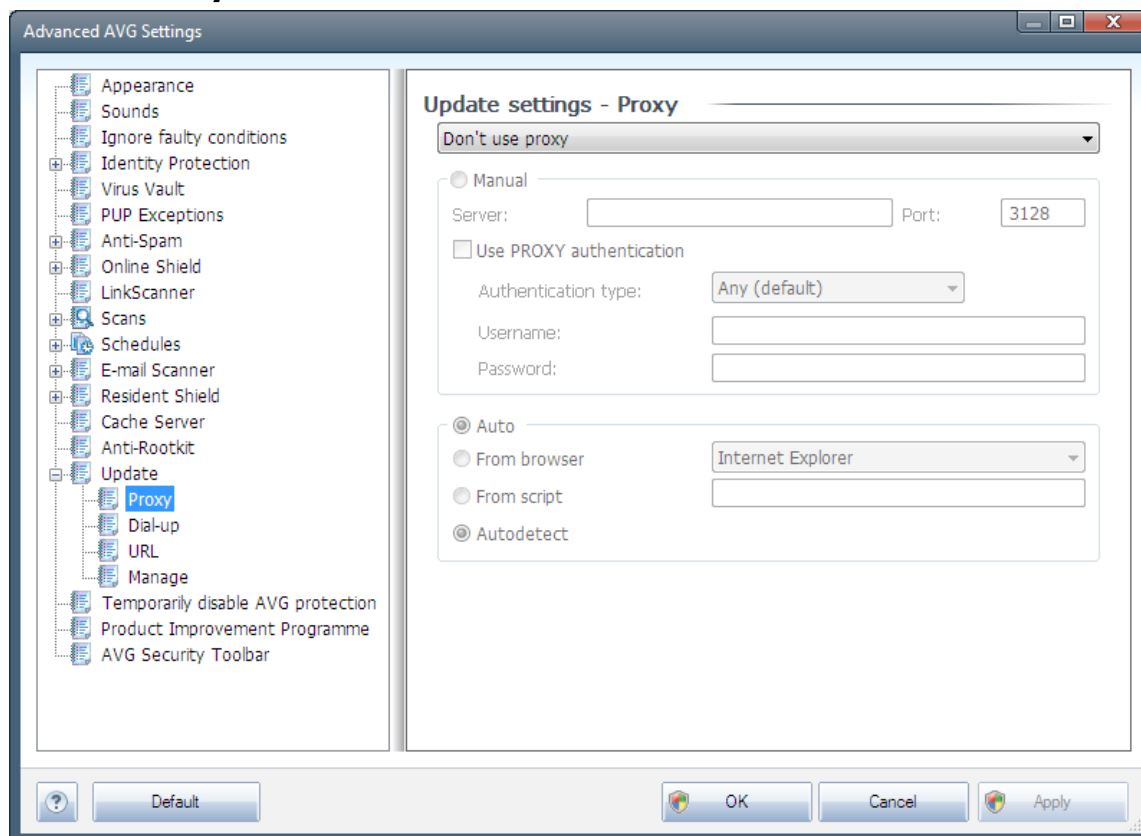 Advanced AVG Settings
Appearance
Sounds
Ignore faulty conditions
Identity Protection
Virus Vault
PUP Exceptions
Anti-Spam
Online Shield
LinkScanner
Scans
Schedules
E-mail Scanner
Resident Shield
Cache Server
Anti-Rootkit
Update
Proxy
Dial-up
URL
Manage
Temporarily disable AVG protection
Product Improvement Programme
AVG Security Toolbar
Update settings - Proxy
Don't use proxy
Manual
Server: Port: 3128
Use PROXY authentication
Authentication type: Any (default)
Username:
Password:
Auto
From browser Internet Explorer
From script
Autodetect
? Default OK Cancel Apply